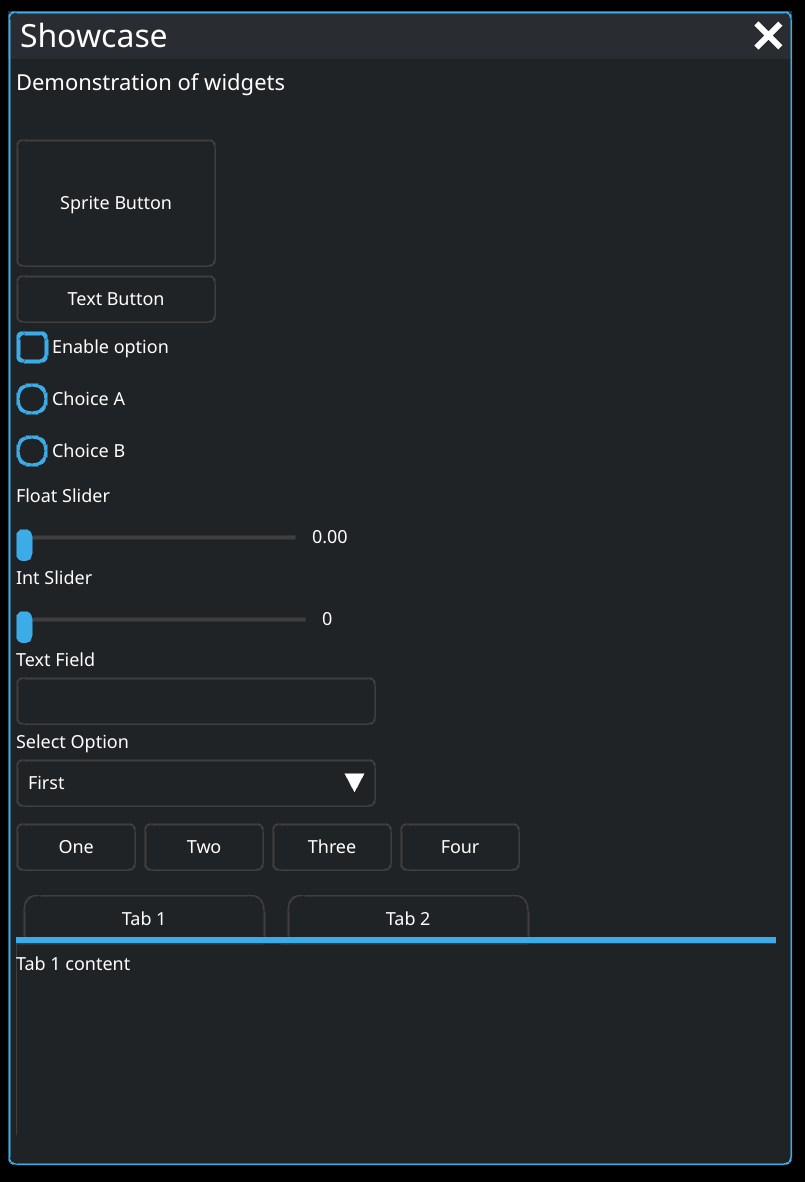 Showcase
Demonstration of widgets
Sprite Button
Text Button
Enable option
Choice A
Choice B
Float Slider
0.00
Int Slider
0
Text Field
Select Option
First
One Two Three Four
Tab 1 Tab 2
Tab 1 content